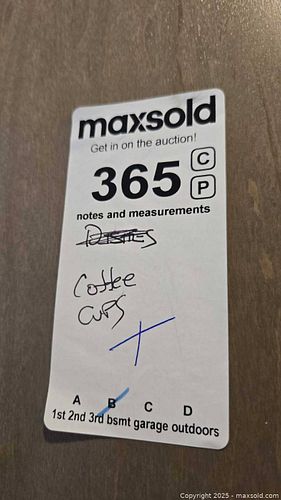 maxsold
Get in on the auction!
365 C
P
notes and measurements
Dishes
Coffee
Cups
A B C D
1st 2nd 3rd bsmt garage outdoors
Copyright 2025 - maxsold.com